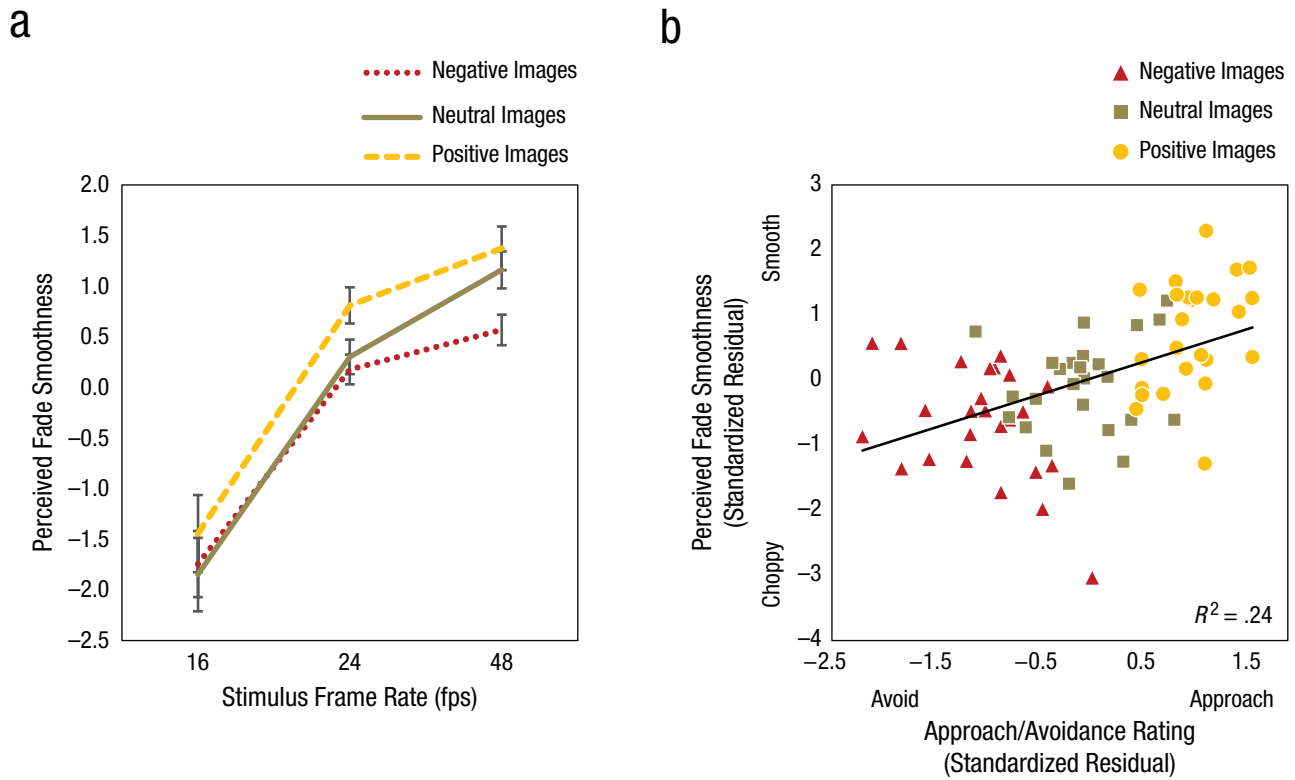 a
Negative Images
Neutral Images
Positive Images
2.0
1.5
1.0
0.5
0.0
−0.5
−1.0
−1.5
−2.0
−2.5
Perceived Fade Smoothness
16 24 48
Stimulus Frame Rate (fps)
b
Negative Images
Neutral Images
Positive Images
3
2
1
0
−1
−2
−3
−4
Perceived Fade Smoothness
(Standardized Residual)
Smooth
Choppy
R² = .24
−2.5 −1.5 −0.5 0.5 1.5
Avoid Approach
Approach/Avoidance Rating
(Standardized Residual)